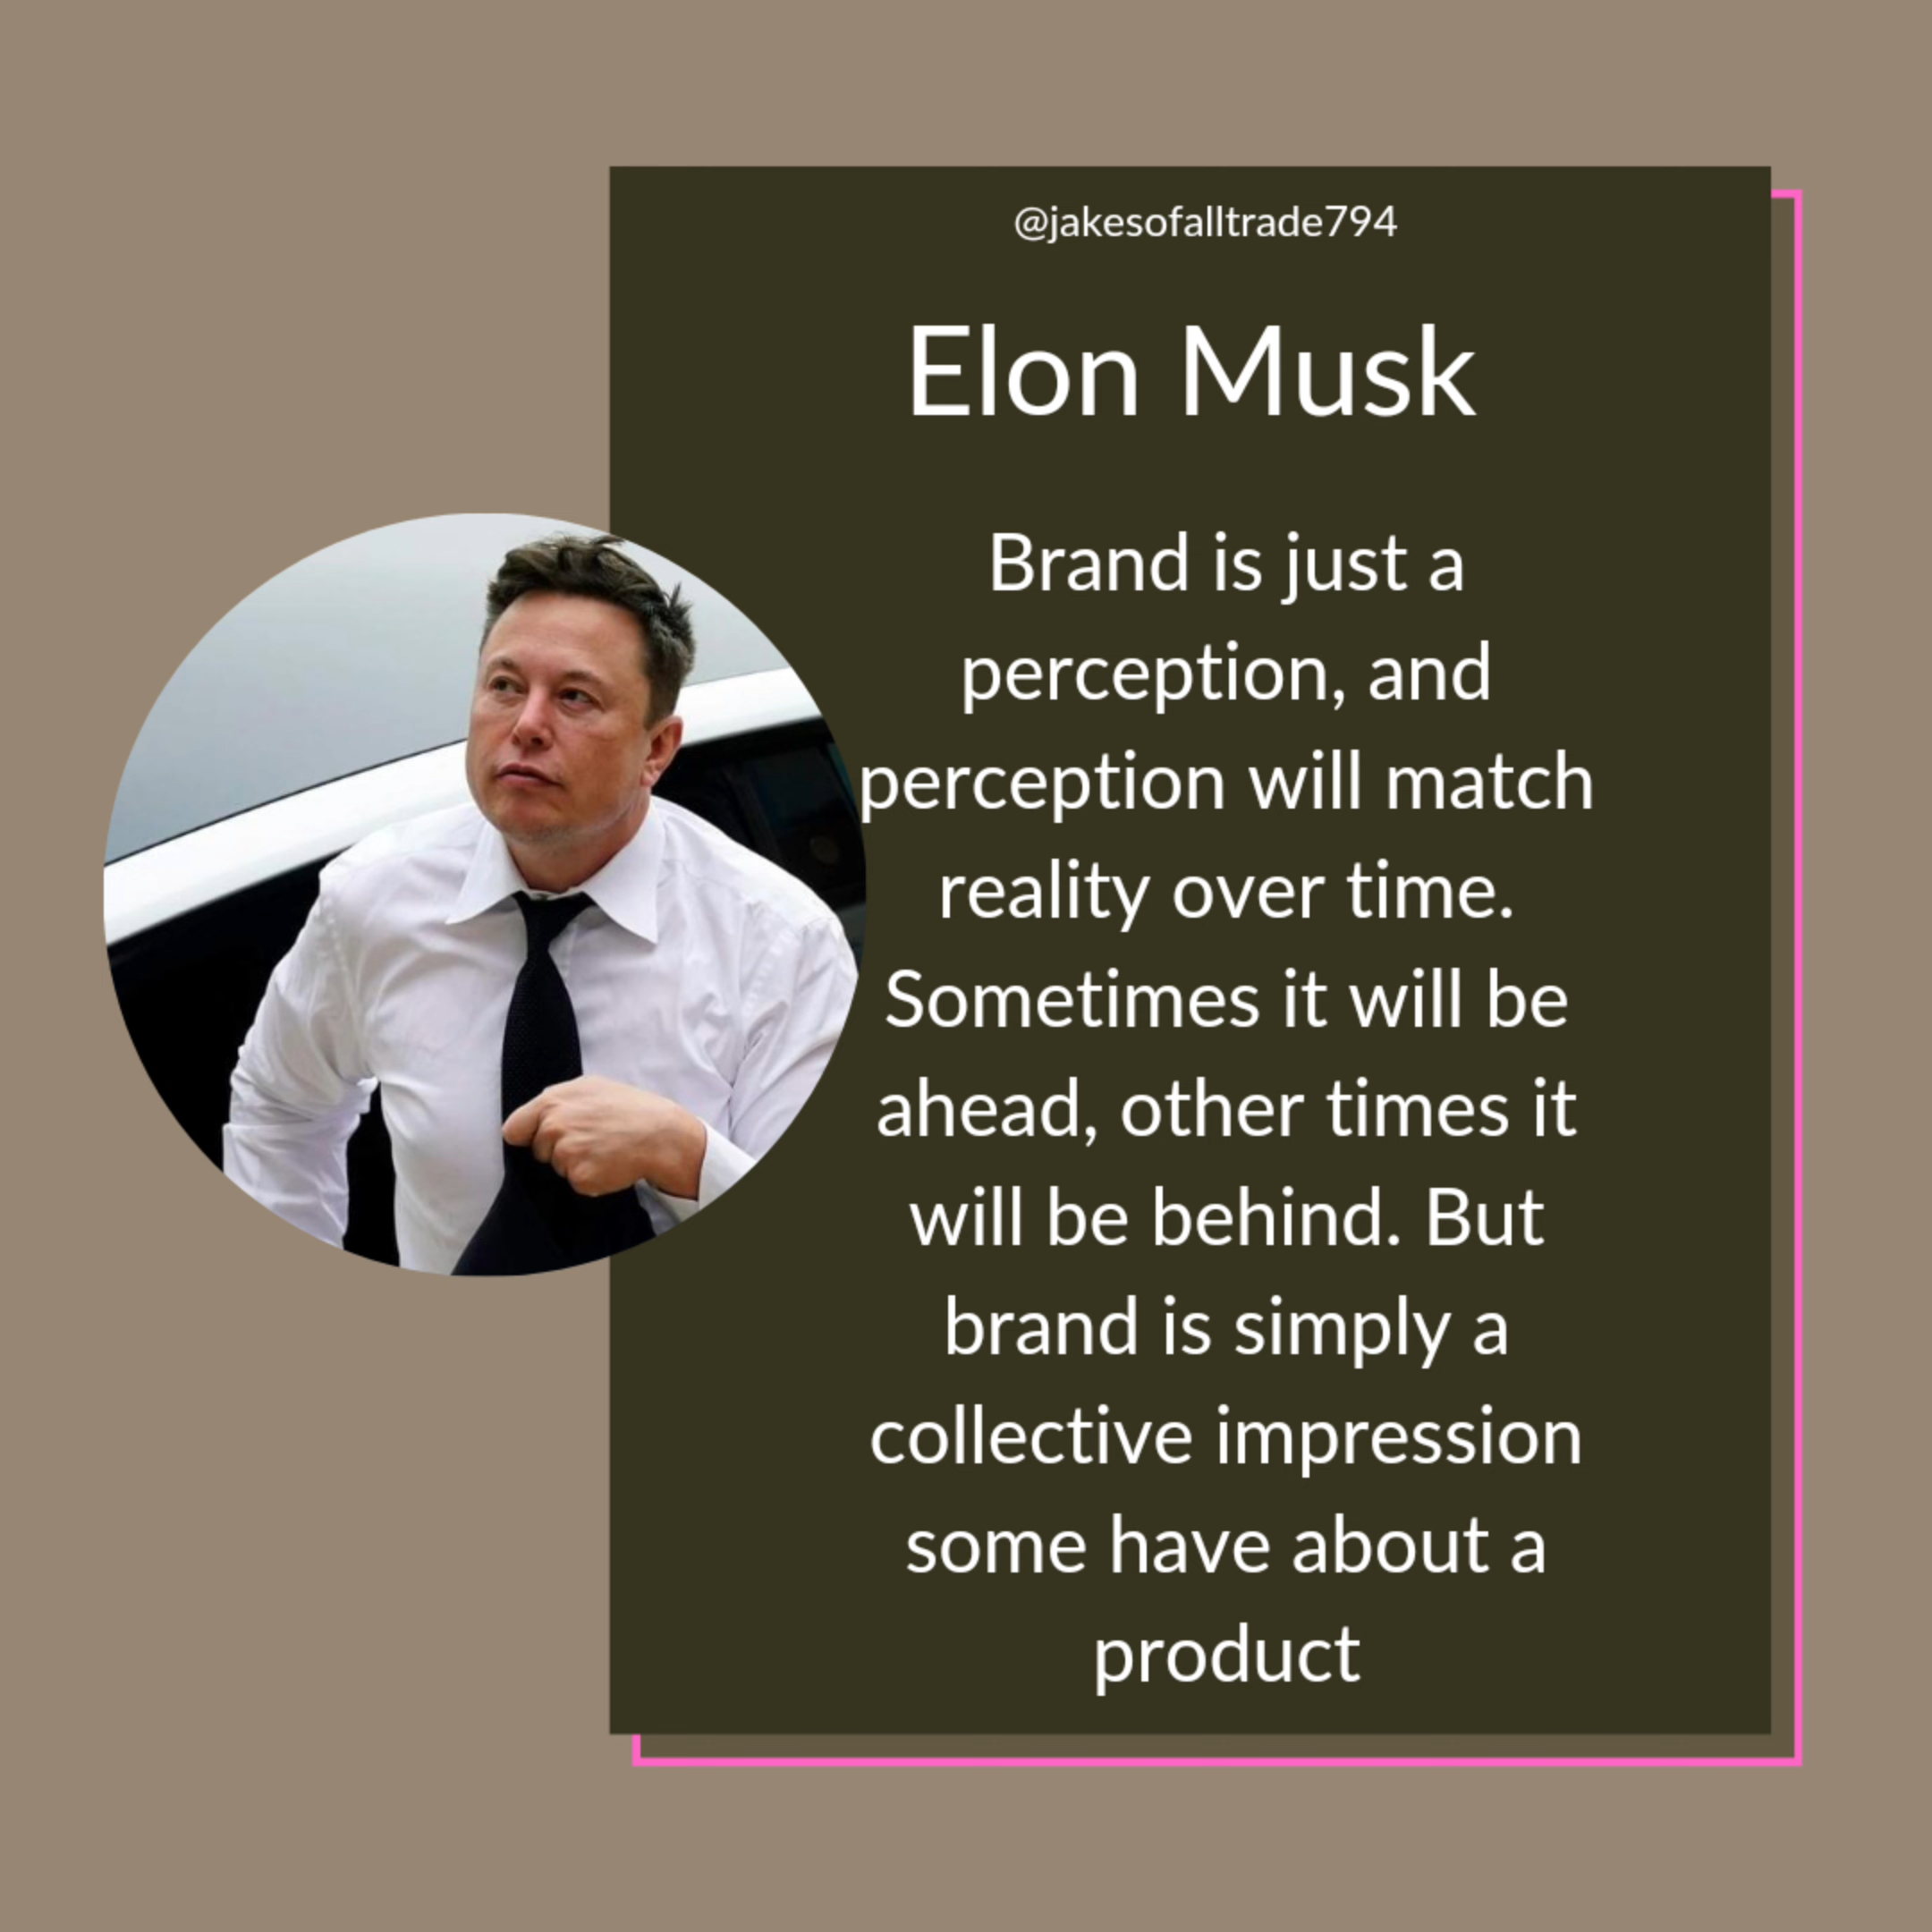 @jakesofalltrade794
Elon Musk
Brand is just a
perception, and
perception will match
reality over time.
Sometimes it will be
ahead, other times it
will be behind. But
brand is simply a
collective impression
some have about a
product